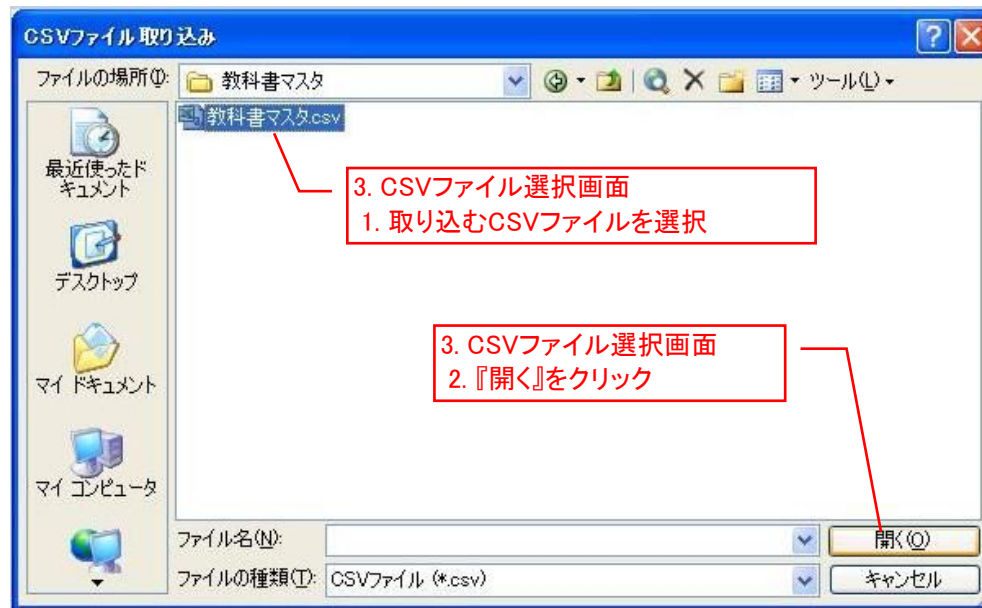 CSVファイル取り込み
ファイルの場所(I):
教科書マスタ
ツール(L)
教科書マスタ.csv
最近使ったド
キュメント
3. CSVファイル選択画面
1. 取り込むCSVファイルを選択
デスクトップ
3. CSVファイル選択画面
2. 『開く』をクリック
マイ ドキュメント
マイ コンピュータ
ファイル名(N):
開く(O)
ファイルの種類(T):
CSVファイル (*.csv)
キャンセル